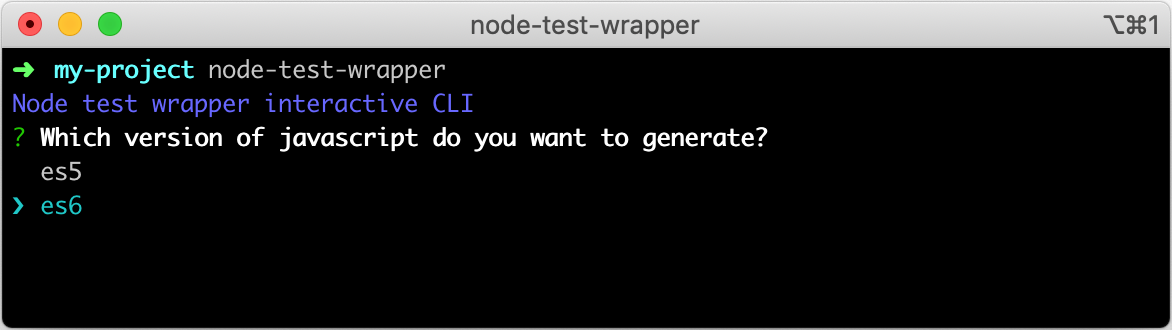 node-test-wrapper ⌥⌘1
➜ my-project node-test-wrapper
Node test wrapper interactive CLI
? Which version of javascript do you want to generate?
es5
❯ es6